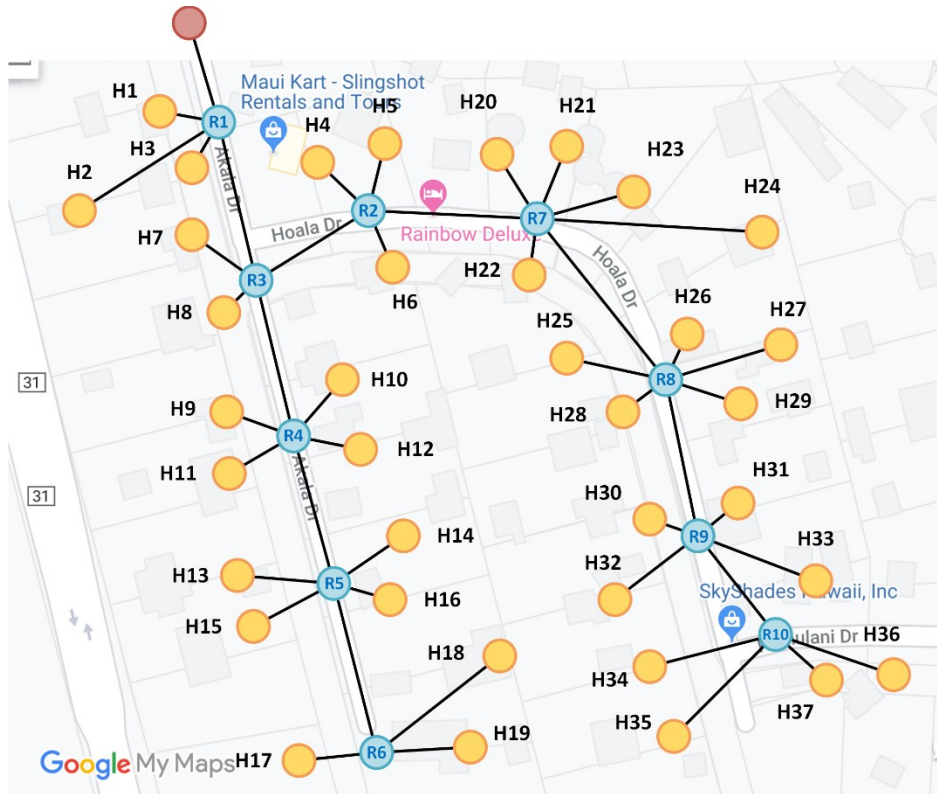 H1
Maui Kart - Slingshot
Rentals and Tours
R1
H2
H3
H4
H5
H20
H21
H23
H24
Akala Dr
R2
Hoala Dr
Rainbow Deluxe
R7
H7
R3
H8
H6
H22
Hoala Dr
H25
H26
H27
R8
H28
H29
31
H10
H9
R4
H12
H11
31
Akala Dr
H14
H13
R5
H16
H15
H31
H30
R9
H33
H32
SkyShades Hawaii, Inc
R10
ulani Dr
H36
H18
H34
H37
H35
H19
H17
R6
Google My Maps